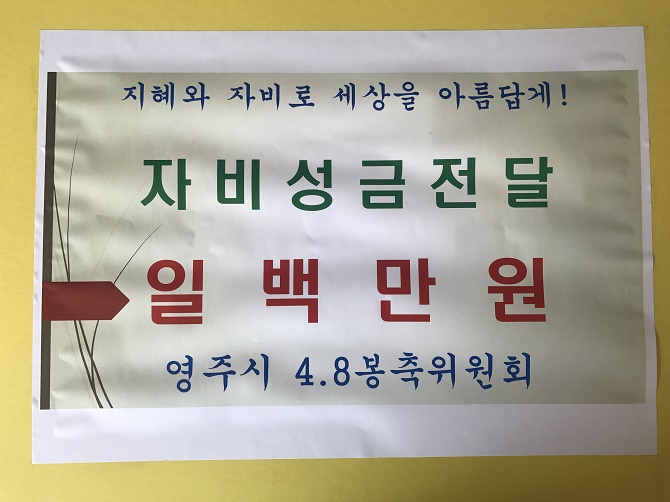 지혜와 자비로 세상을 아름답게!
자비성금전달
일백만원
영주시 4.8봉축위원회